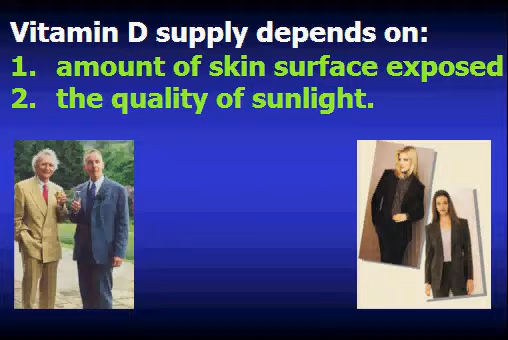 Vitamin D supply depends on:
1. amount of skin surface exposed
2. the quality of sunlight.